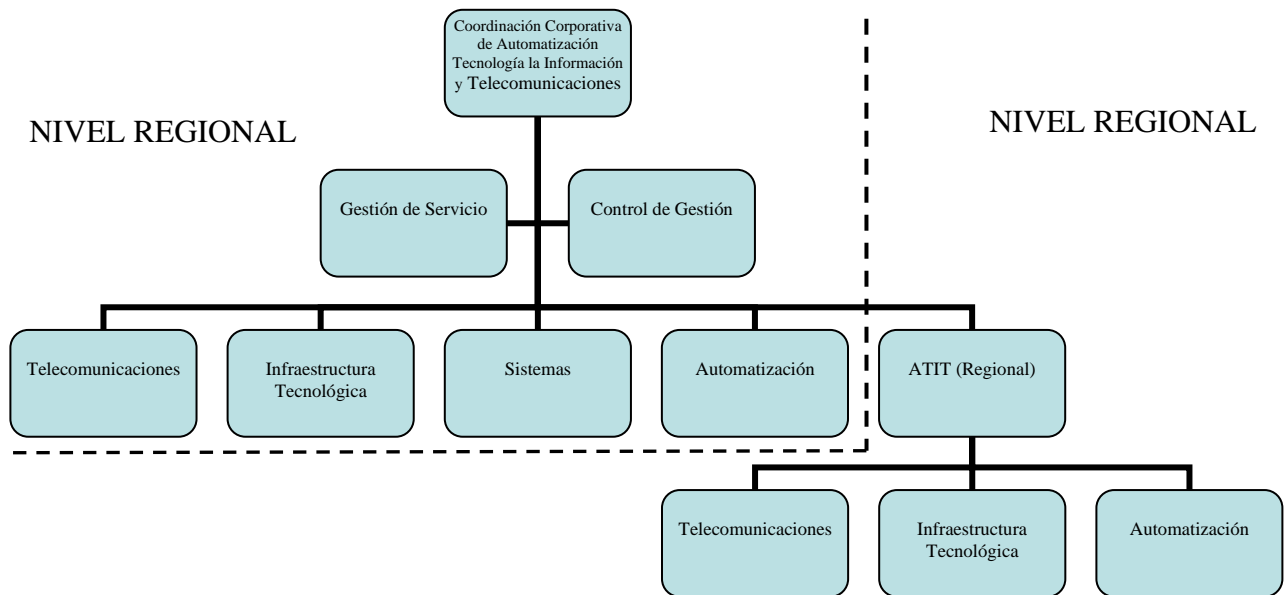 Coordinación Corporativa
de Automatización
Tecnología la Información
y Telecomunicaciones
NIVEL REGIONAL
NIVEL REGIONAL
Gestión de Servicio
Control de Gestión
Telecomunicaciones
Infraestructura
Tecnológica
Sistemas
Automatización
ATIT (Regional)
Telecomunicaciones
Infraestructura
Tecnológica
Automatización